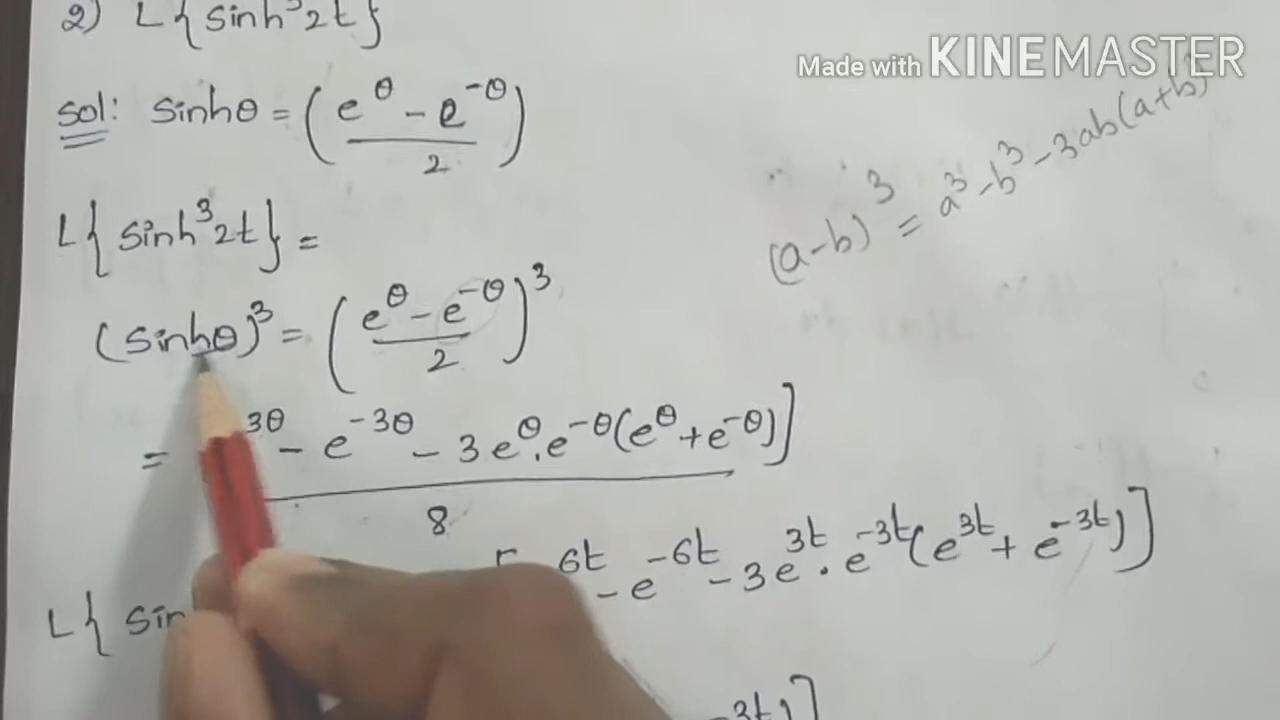 2) L{sinh³2t}
Made with KINEMASTER
Sol: Sinhθ = (e^θ - e^-θ / 2)
(a-b)³ = a³-b³-3ab(a+b)
L{sinh³2t} =
(Sinhθ)³ = (e^θ - e^-θ / 2)³
= 3θ - e^-3θ - 3e^θ.e^-θ(e^θ+e^-θ)] / 8
L{ Sin [ 6t - e^-6t - 3e^3t . e^-3t(e^3t + e^-3t)]
-3t)]